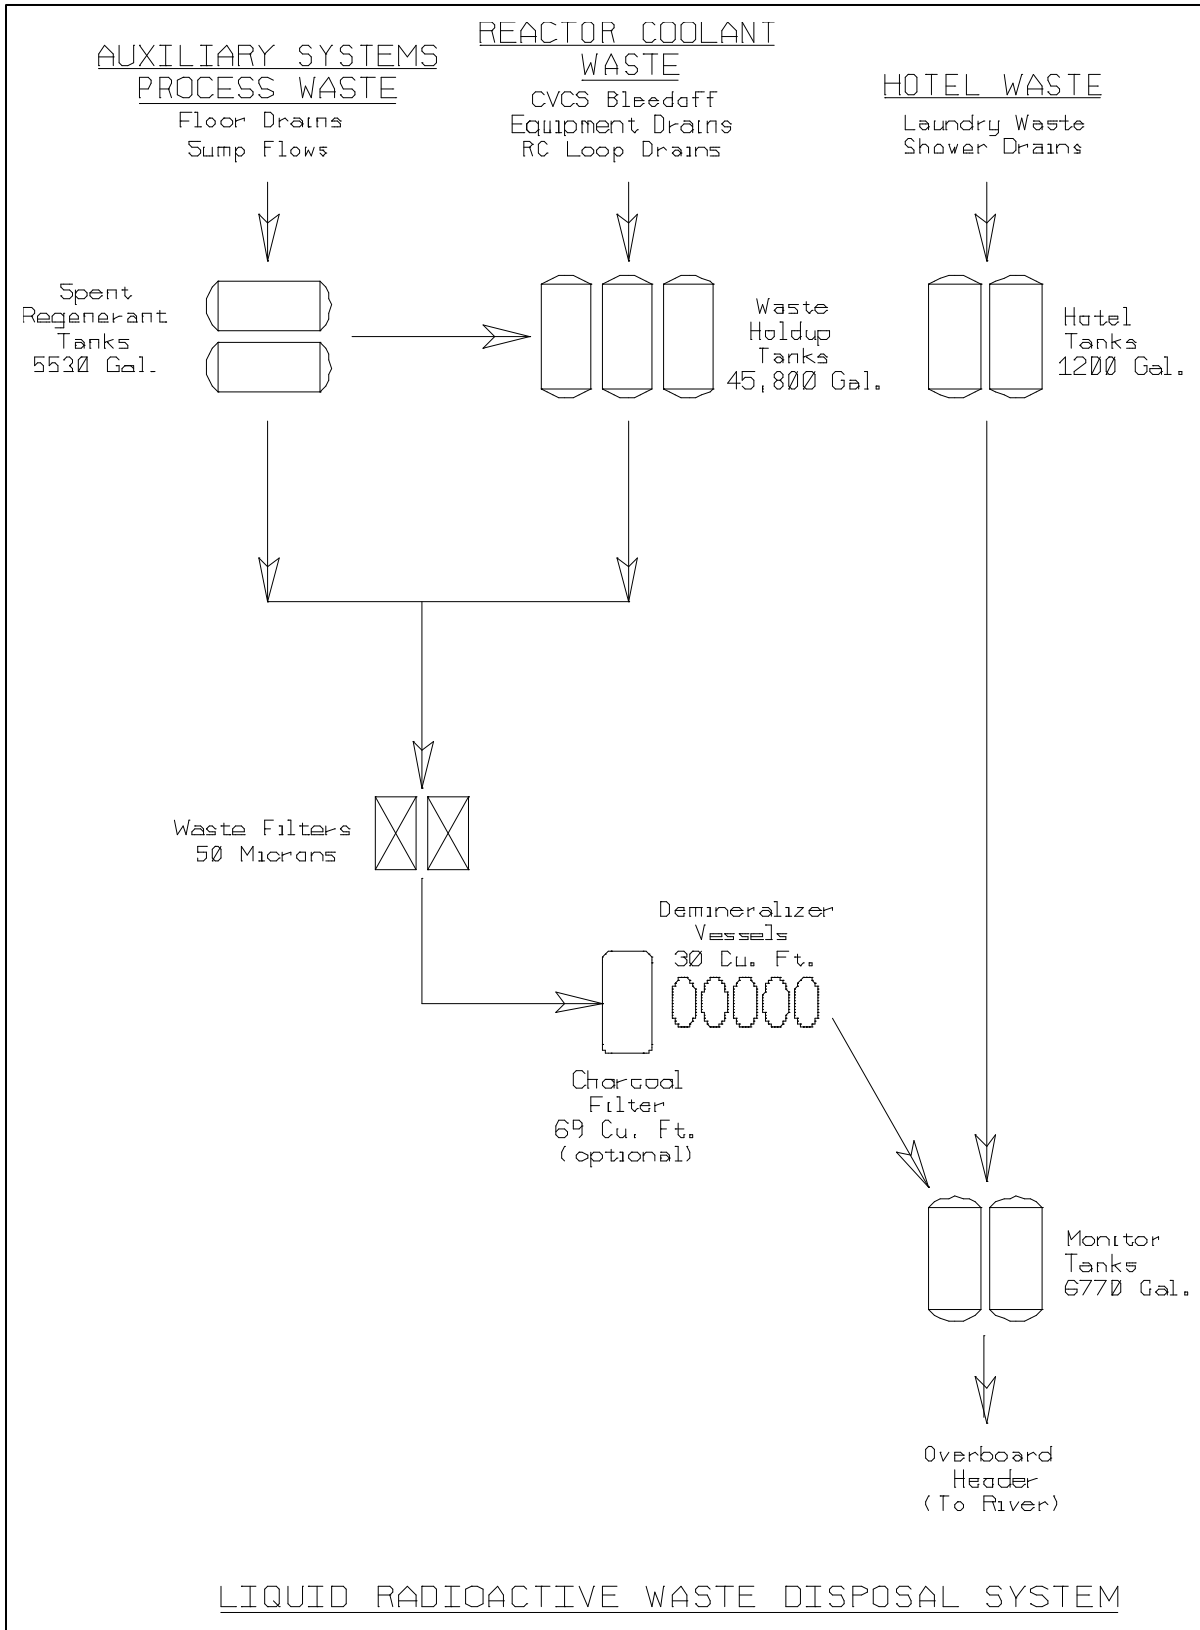 AUXILIARY SYSTEMS
PROCESS WASTE
Floor Drains
Sump Flows
REACTOR COOLANT
WASTE
CVCS Bleedoff
Equipment Drains
RC Loop Drains
HOTEL WASTE
Laundry Waste
Shower Drains
Spent
Regenerant
Tanks
5530 Gal.
Waste
Holdup
Tanks
45,800 Gal.
Hotel
Tanks
1200 Gal.
Waste Filters
50 Microns
Demineralizer
Vessels
30 Cu. Ft.
Charcoal
Filter
69 Cu. Ft.
(optional)
Monitor
Tanks
6770 Gal.
Overboard
Header
(To River)
LIQUID RADIOACTIVE WASTE DISPOSAL SYSTEM